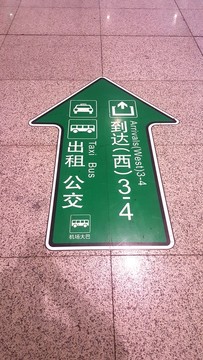 Taxi Bus
出租 公交
机场大巴
Arrivals(West)3-4
到达(西)3-4